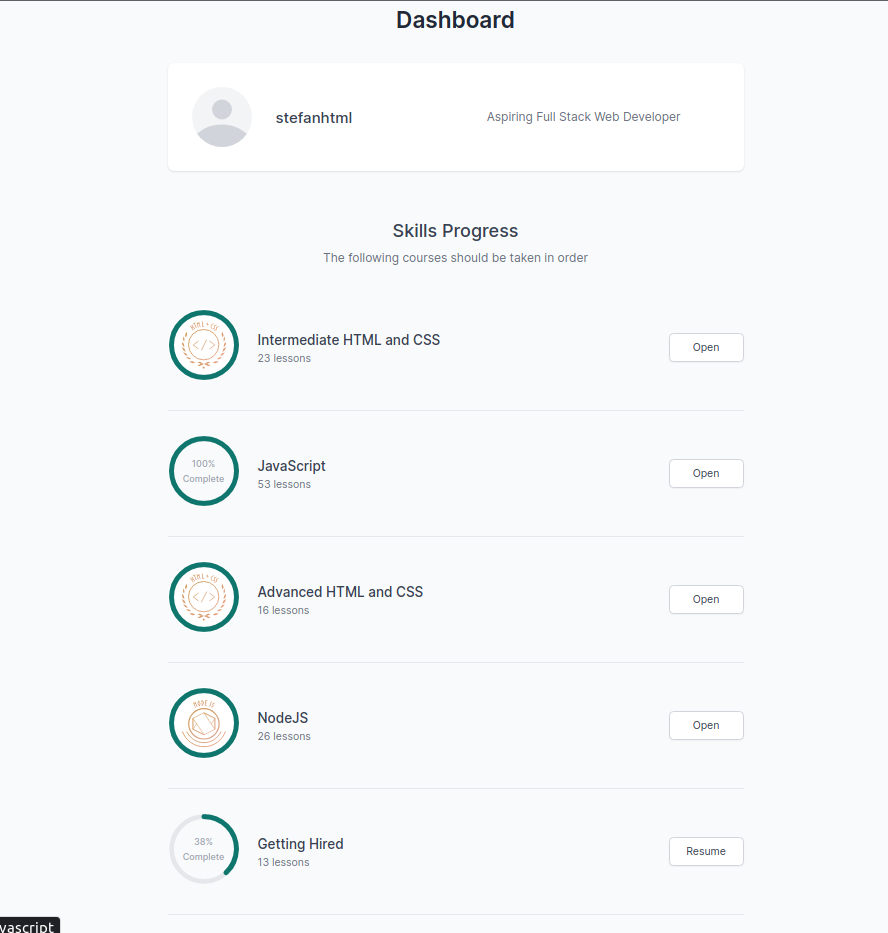 Dashboard
stefanhtml
Aspiring Full Stack Web Developer
Skills Progress
The following courses should be taken in order
HTML + CSS
</>
Intermediate HTML and CSS
23 lessons
Open
100%
Complete
JavaScript
53 lessons
Open
HTML + CSS
</>
Advanced HTML and CSS
16 lessons
Open
NODE JS
NodeJS
26 lessons
Open
38%
Complete
Getting Hired
13 lessons
Resume
vascript